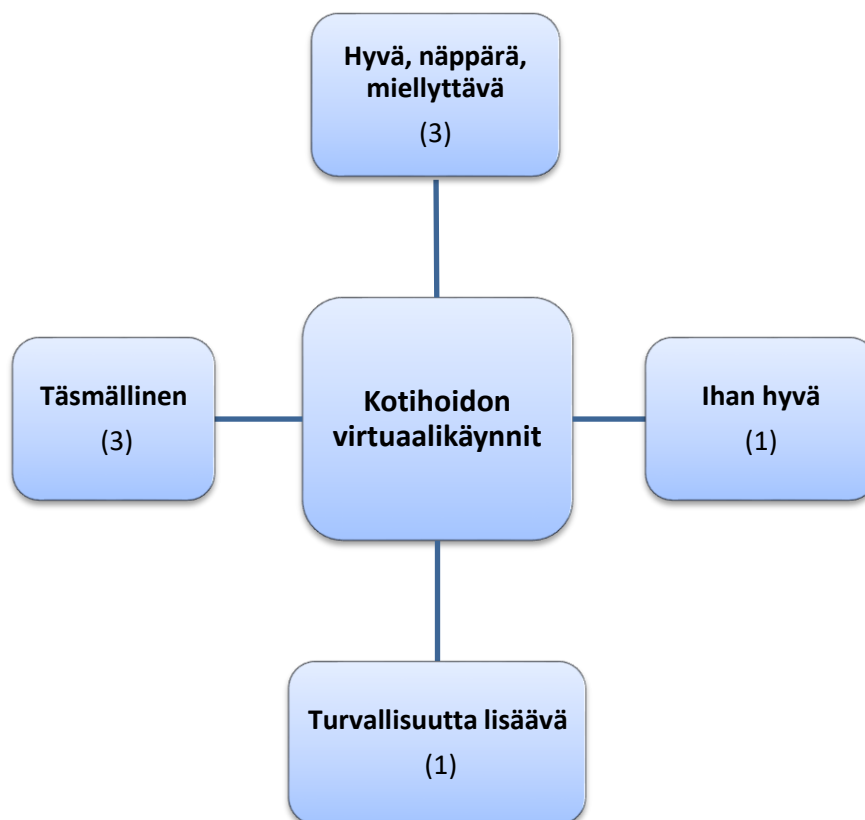 Hyvä, näppärä,
miellyttävä
(3)
Täsmällinen
(3)
Kotihoidon
virtuaalikäynnit
Ihan hyvä
(1)
Turvallisuutta lisäävä
(1)